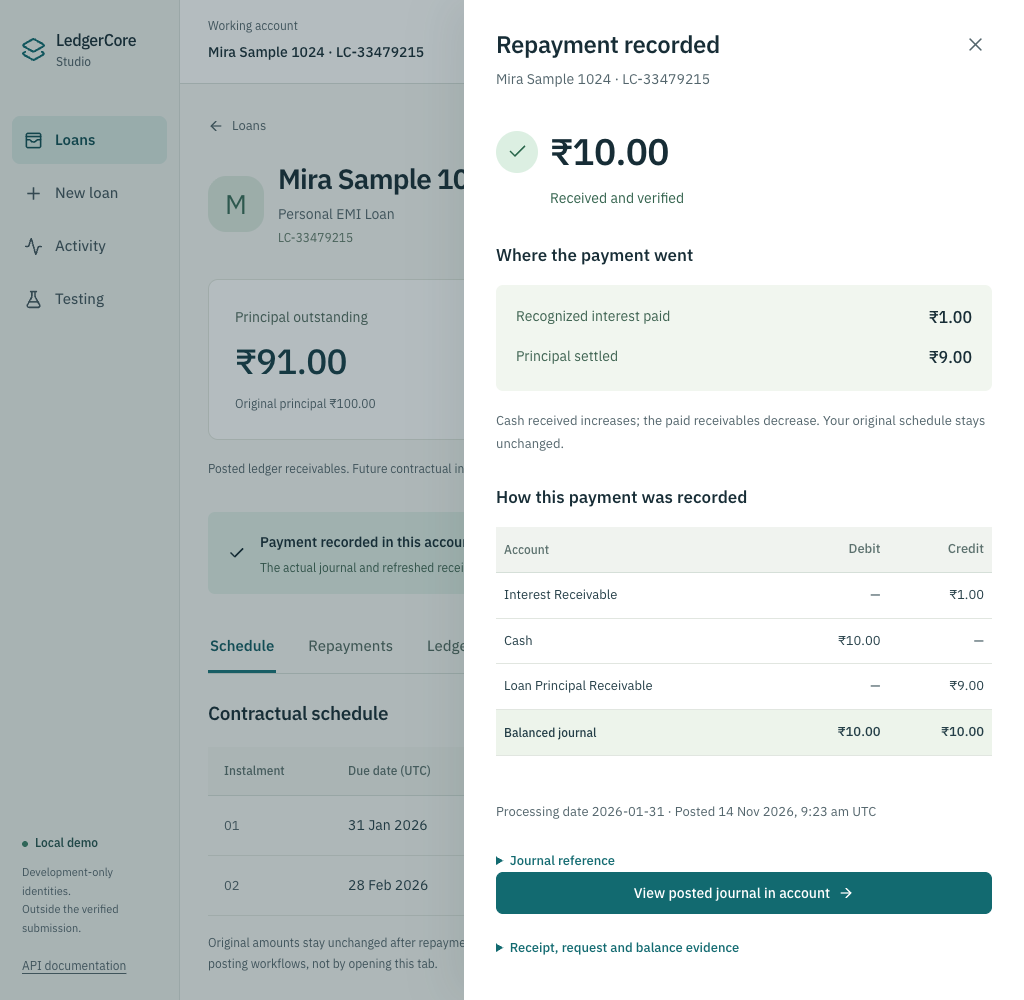 LedgerCore
Studio
Loans
New loan
Activity
Testing
Local demo
Development-only
identities.
Outside the verified
submission.
API documentation
Working account
Mira Sample 1024 · LC-33479215
Loans
M
Mira Sample 10
Personal EMI Loan
LC-33479215
Principal outstanding
₹91.00
Original principal ₹100.00
Posted ledger receivables. Future contractual in
Payment recorded in this accou
The actual journal and refreshed recei
Schedule Repayments Ledge
Contractual schedule
Instalment Due date (UTC)
01 31 Jan 2026
02 28 Feb 2026
Original amounts stay unchanged after repayme
posting workflows, not by opening this tab.
Repayment recorded
Mira Sample 1024 · LC-33479215
₹10.00
Received and verified
Where the payment went
Recognized interest paid ₹1.00
Principal settled ₹9.00
Cash received increases; the paid receivables decrease. Your original schedule stays
unchanged.
How this payment was recorded
Account Debit Credit
Interest Receivable — ₹1.00
Cash ₹10.00 —
Loan Principal Receivable — ₹9.00
Balanced journal ₹10.00 ₹10.00
Processing date 2026-01-31 · Posted 14 Nov 2026, 9:23 am UTC
Journal reference
View posted journal in account →
Receipt, request and balance evidence